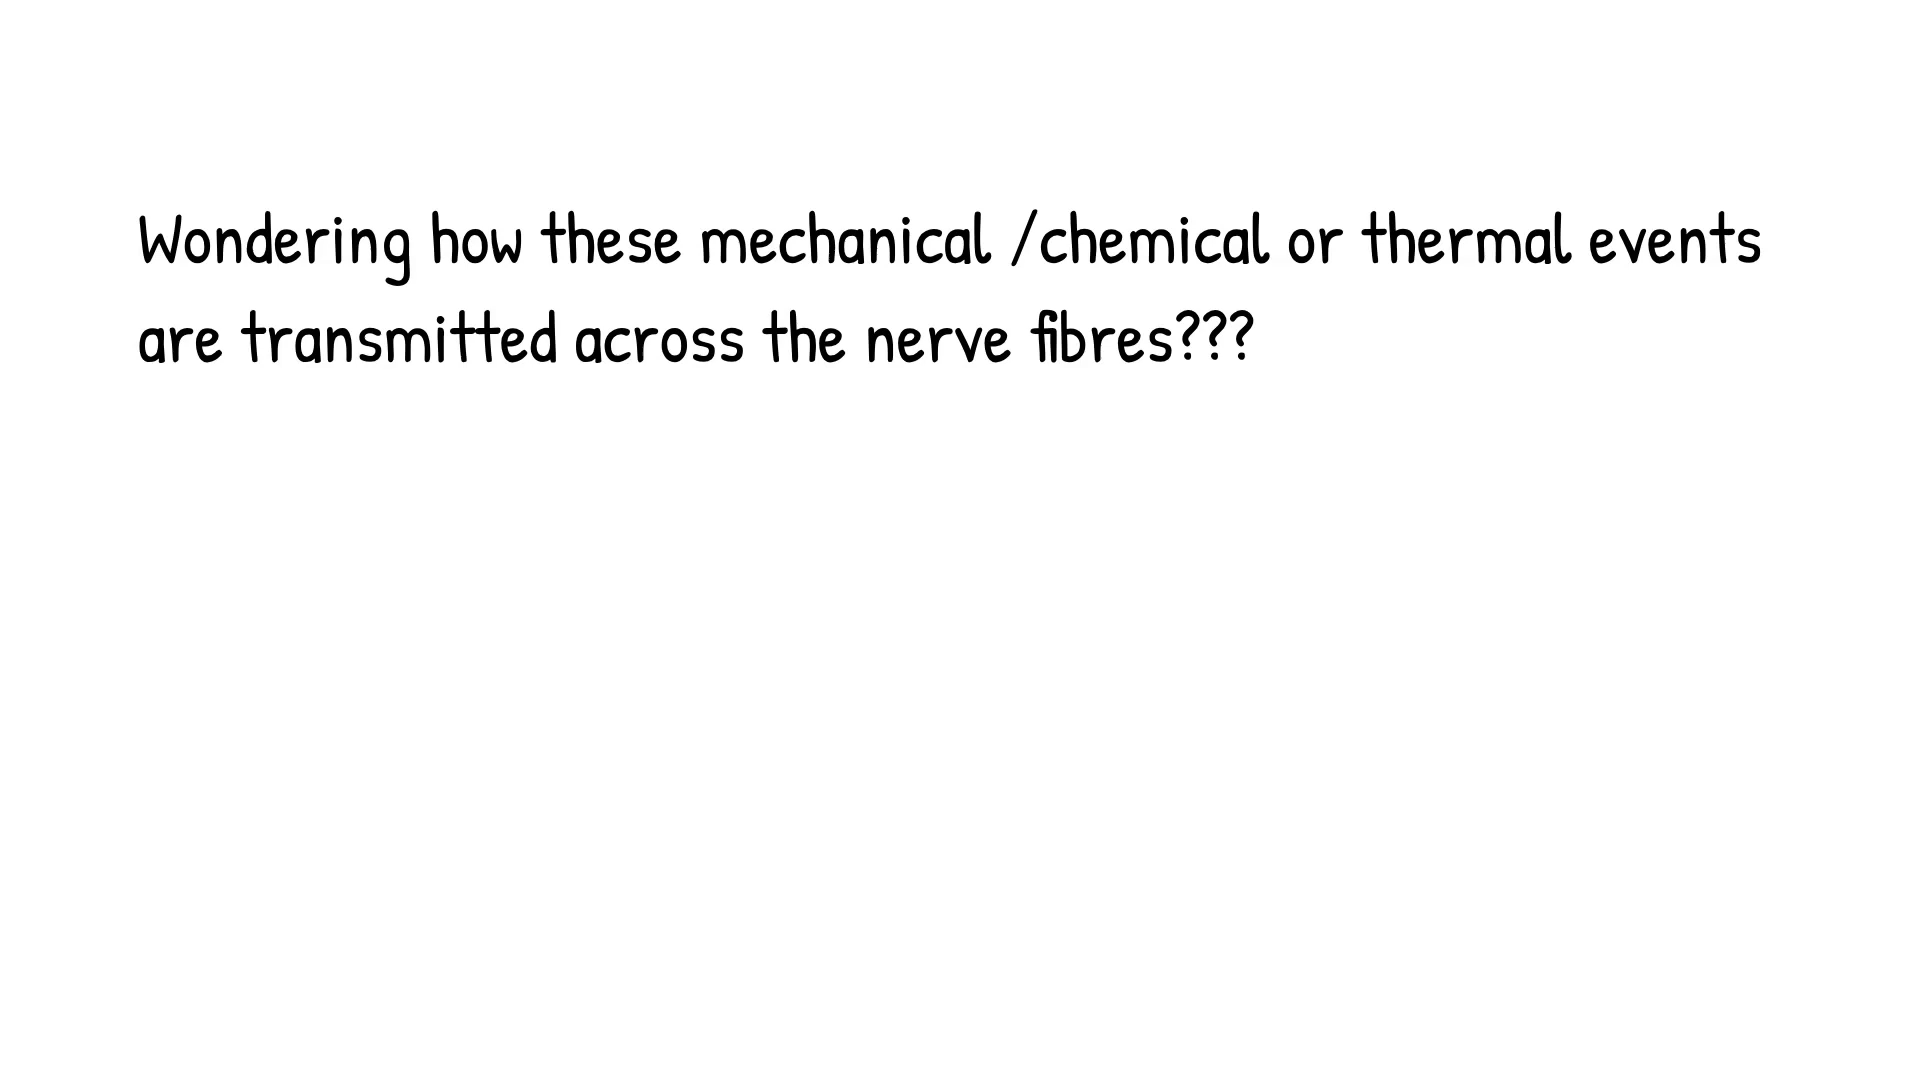 Wondering how these mechanical /chemical or thermal events
are transmitted across the nerve fibres???